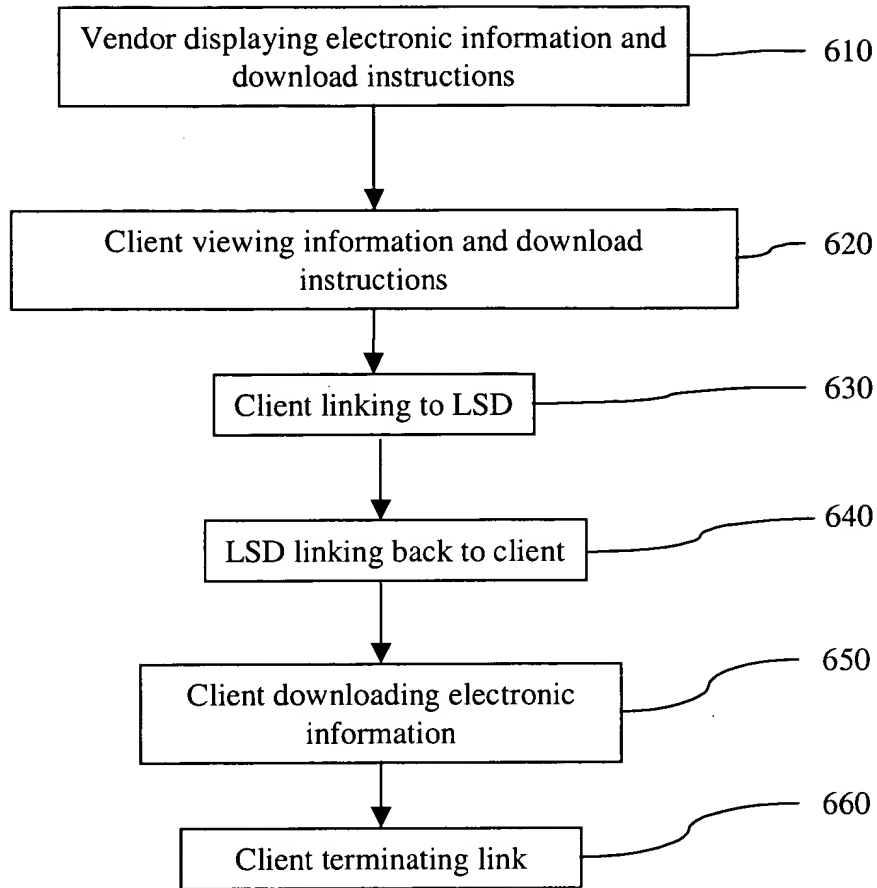 Vendor displaying electronic information and
download instructions
610
Client viewing information and download
instructions
620
Client linking to LSD
630
LSD linking back to client
640
Client downloading electronic
information
650
Client terminating link
660